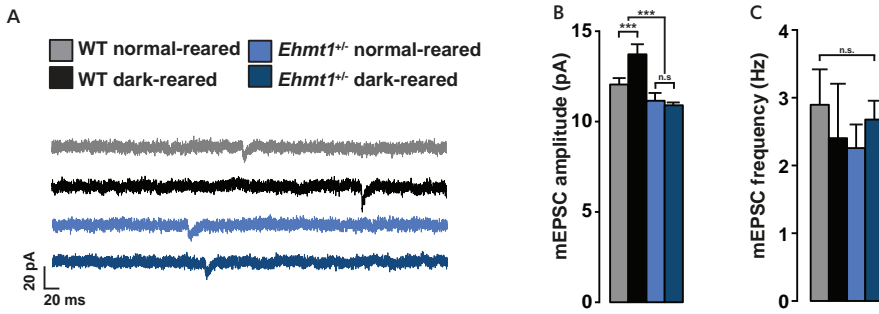 A
WT normal-reared
Ehmt1+/- normal-reared
WT dark-reared
Ehmt1+/- dark-reared
20 pA
20 ms
B
mEPSC amplitude (pA)
15
10
5
0
***
***
n.s
C
mEPSC frequency (Hz)
4
3
2
1
0
n.s.